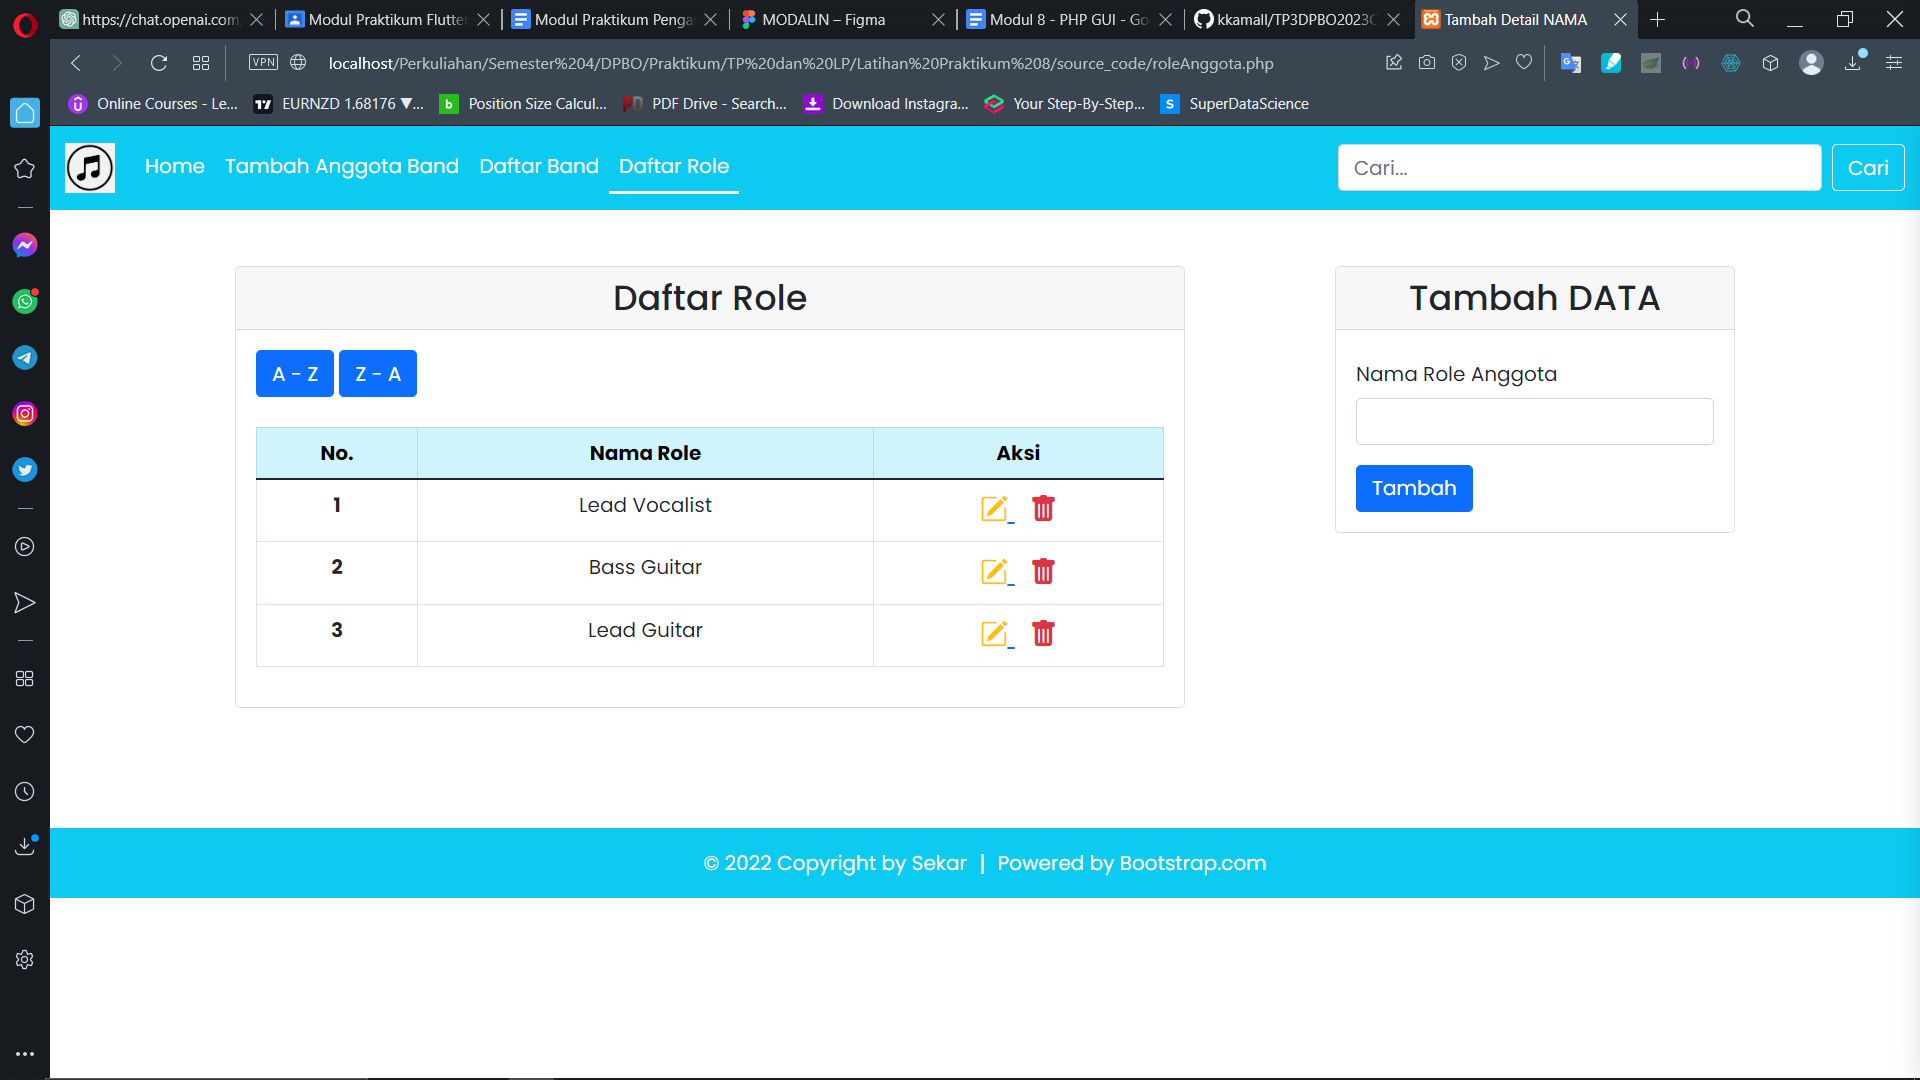 https://chat.openai.com
Modul Praktikum Flutter
Modul Praktikum Penga
MODALIN – Figma
Modul 8 - PHP GUI - Go
kkamall/TP3DPBO2023C
Tambah Detail NAMA
VPN
localhost/Perkuliahan/Semester%204/DPBO/Praktikum/TP%20dan%20LP/Latihan%20Praktikum%208/source_code/roleAnggota.php
Online Courses - Le...
EURNZD 1.68176 ▼...
Position Size Calcul...
PDF Drive - Search...
Download Instagra...
Your Step-By-Step...
SuperDataScience
Home
Tambah Anggota Band
Daftar Band
Daftar Role
Cari...
Cari
Daftar Role
A - Z
Z - A
No. Nama Role Aksi
1 Lead Vocalist
2 Bass Guitar
3 Lead Guitar
Tambah DATA
Nama Role Anggota
Tambah
© 2022 Copyright by Sekar | Powered by Bootstrap.com